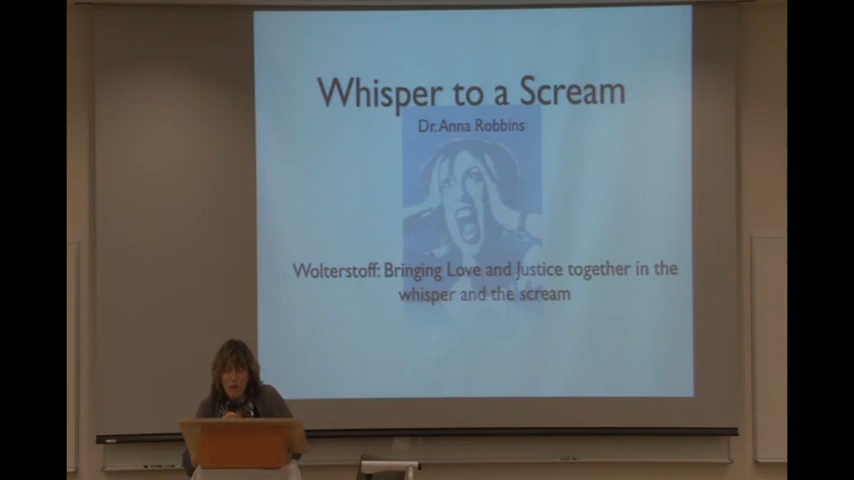 Whisper to a Scream
Dr. Anna Robbins
Wolterstoff: Bringing Love and Justice together in the
whisper and the scream